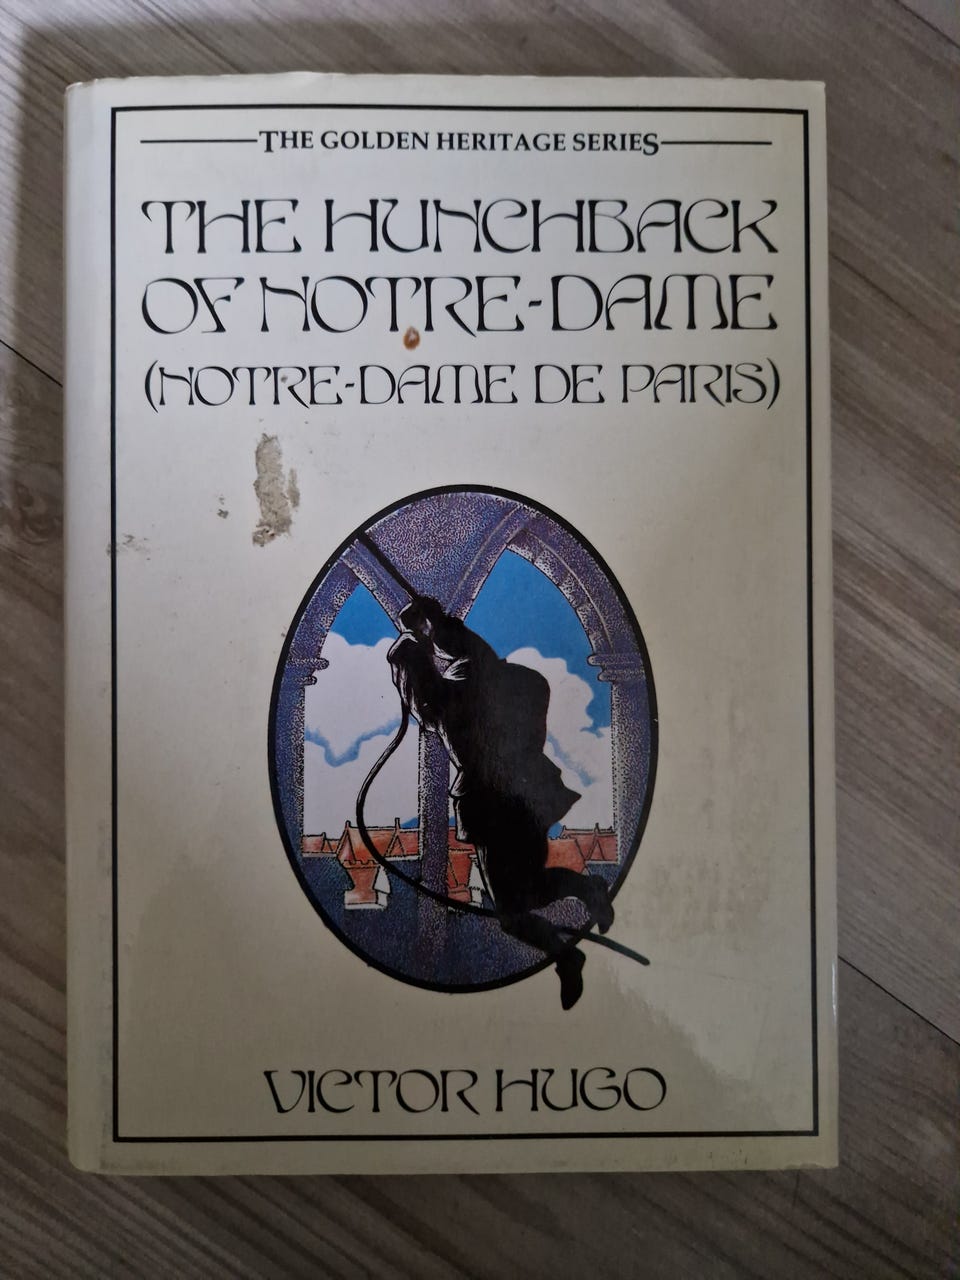 THE GOLDEN HERITAGE SERIES
THE HUNCHBACK
OF NOTRE-DAME
(NOTRE-DAME DE PARIS)
VICTOR HUGO